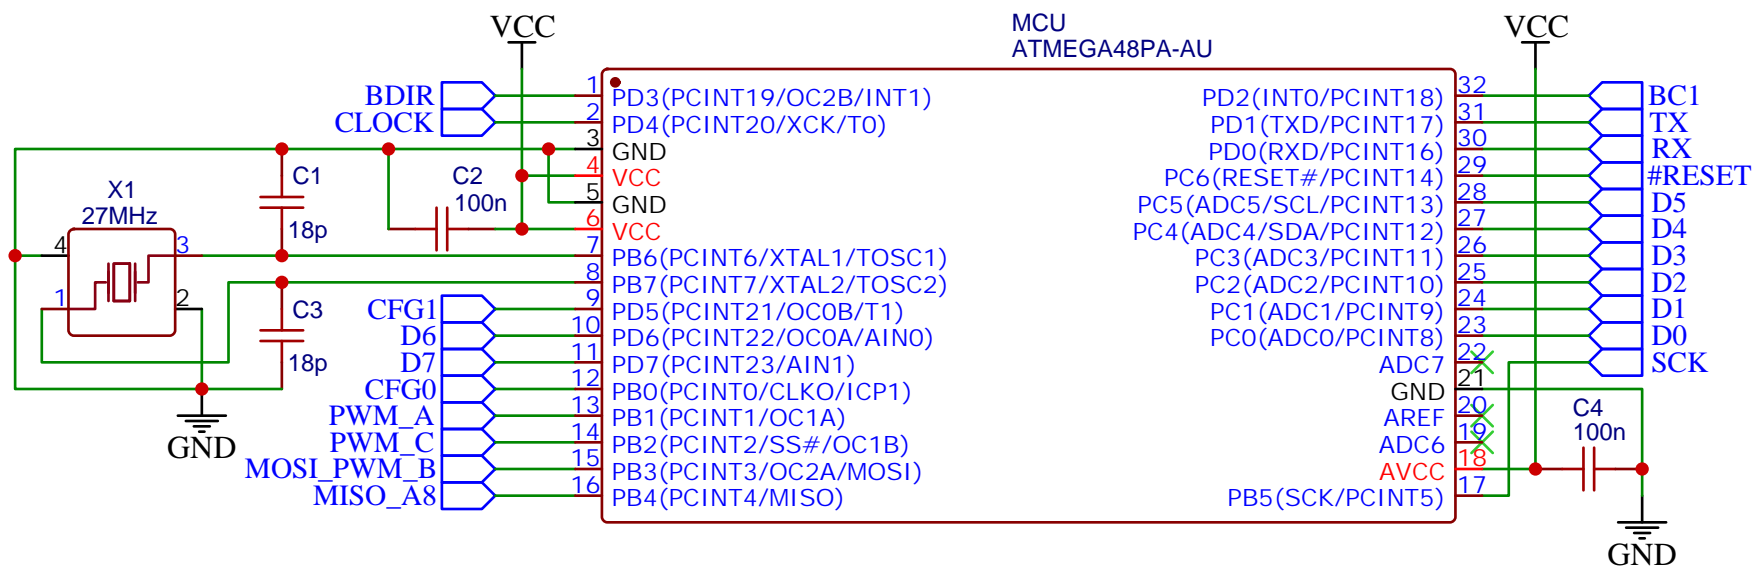 MCU
ATMEGA48PA-AU
VCC
VCC
BDIR
CLOCK
1
2
3
4
5
6
7
8
9
10
11
12
13
14
15
16
PD3(PCINT19/OC2B/INT1)
PD4(PCINT20/XCK/T0)
GND
VCC
GND
VCC
PB6(PCINT6/XTAL1/TOSC1)
PB7(PCINT7/XTAL2/TOSC2)
PD5(PCINT21/OC0B/T1)
PD6(PCINT22/OC0A/AIN0)
PD7(PCINT23/AIN1)
PB0(PCINT0/CLKO/ICP1)
PB1(PCINT1/OC1A)
PB2(PCINT2/SS#/OC1B)
PB3(PCINT3/OC2A/MOSI)
PB4(PCINT4/MISO)
PD2(INT0/PCINT18)
PD1(TXD/PCINT17)
PD0(RXD/PCINT16)
PC6(RESET#/PCINT14)
PC5(ADC5/SCL/PCINT13)
PC4(ADC4/SDA/PCINT12)
PC3(ADC3/PCINT11)
PC2(ADC2/PCINT10)
PC1(ADC1/PCINT9)
PC0(ADC0/PCINT8)
ADC7
GND
AREF
ADC6
AVCC
PB5(SCK/PCINT5)
32
31
30
29
28
27
26
25
24
23
22
21
20
19
18
17
BC1
TX
RX
#RESET
D5
D4
D3
D2
D1
D0
SCK
C1
18p
C2
100n
X1
27MHz
4
3
1
2
C3
18p
CFG1
D6
D7
CFG0
PWM_A
PWM_C
MOSI_PWM_B
MISO_A8
GND
C4
100n
GND